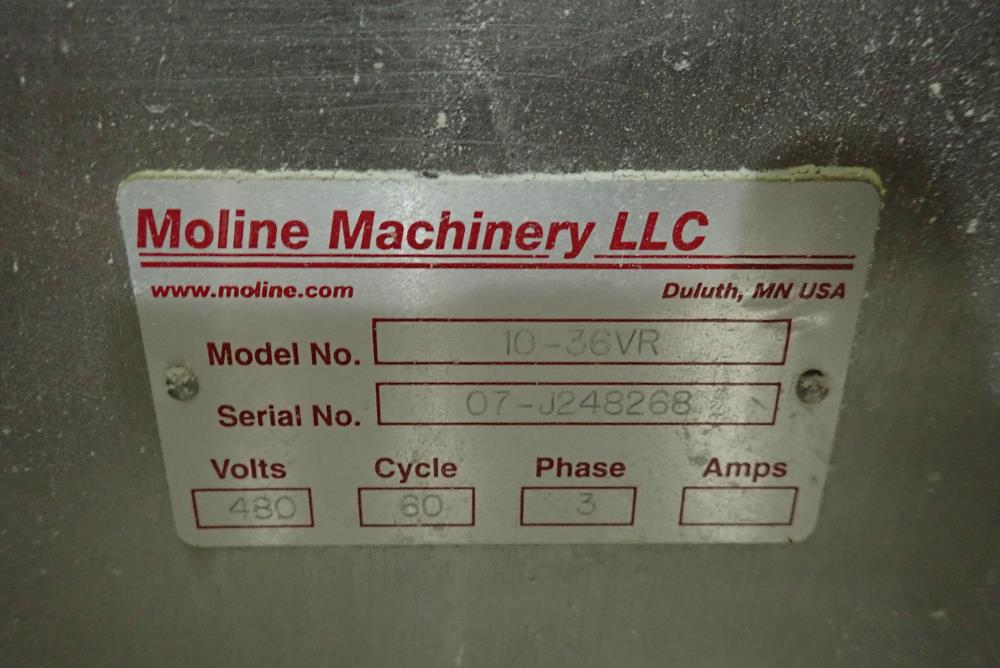 Moline Machinery LLC
www.moline.com Duluth, MN USA
Model No. 10-36VR
Serial No. 07-J248268
Volts Cycle Phase Amps
480 60 3